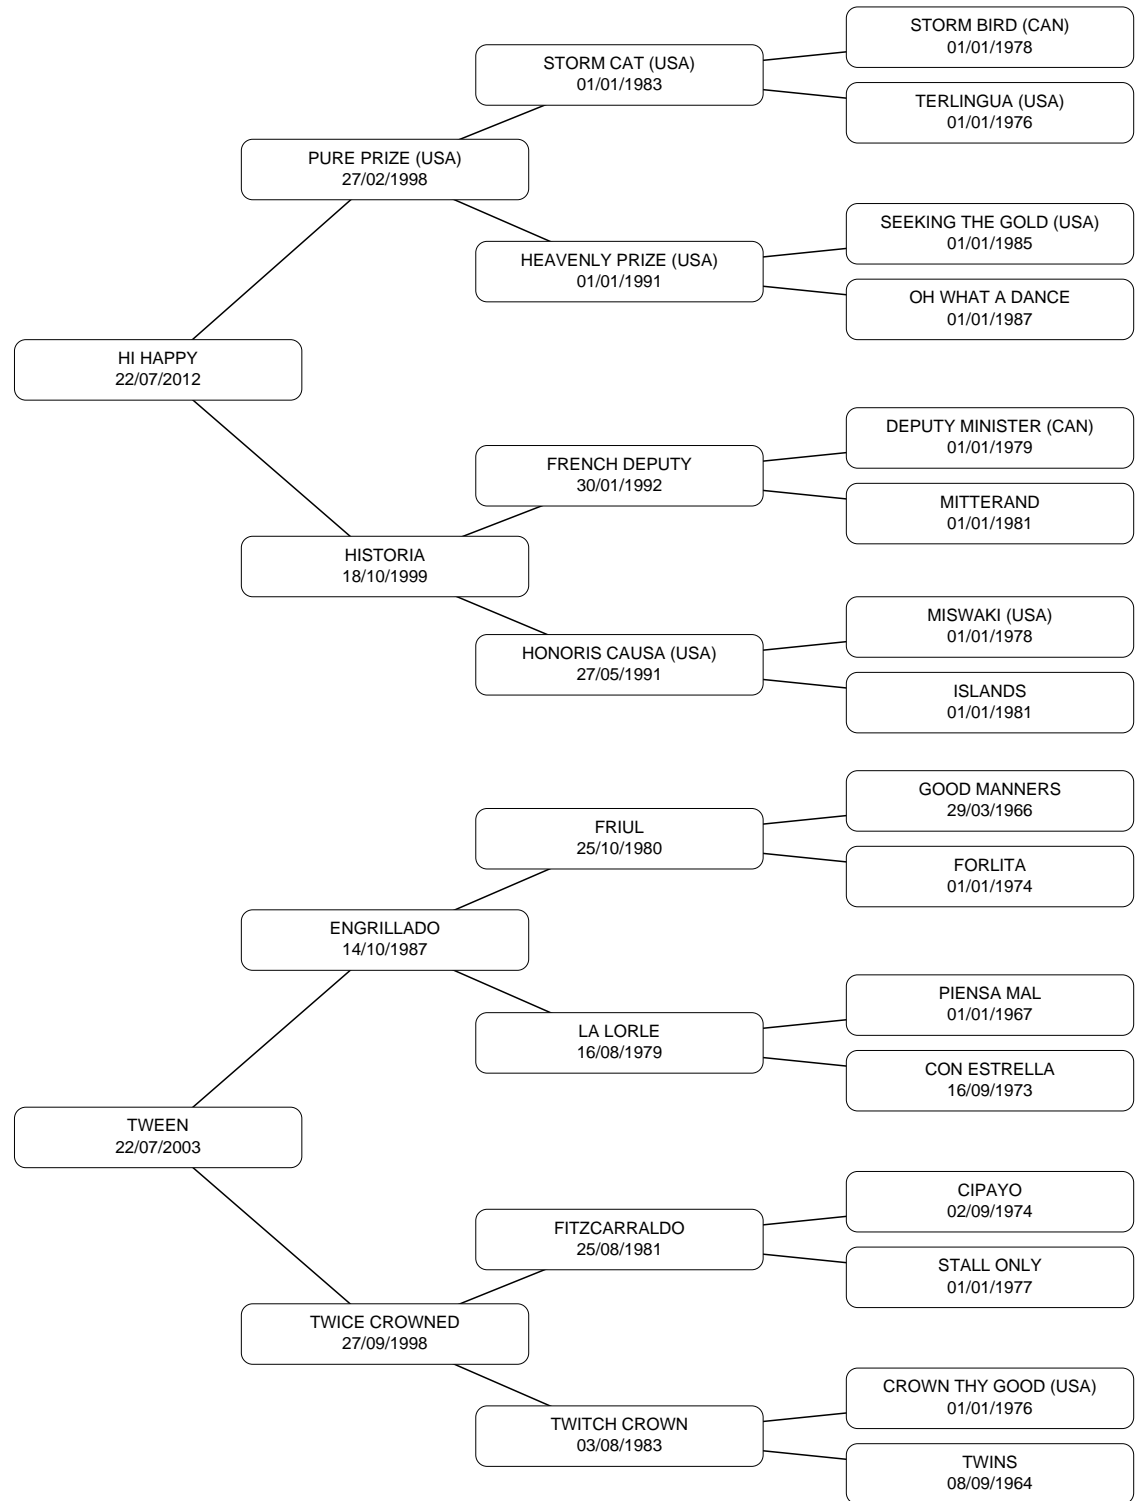 STORM BIRD (CAN)
01/01/1978
STORM CAT (USA)
01/01/1983
TERLINGUA (USA)
01/01/1976
PURE PRIZE (USA)
27/02/1998
SEEKING THE GOLD (USA)
01/01/1985
HEAVENLY PRIZE (USA)
01/01/1991
OH WHAT A DANCE
01/01/1987
HI HAPPY
22/07/2012
DEPUTY MINISTER (CAN)
01/01/1979
FRENCH DEPUTY
30/01/1992
MITTERAND
01/01/1981
HISTORIA
18/10/1999
MISWAKI (USA)
01/01/1978
HONORIS CAUSA (USA)
27/05/1991
ISLANDS
01/01/1981
GOOD MANNERS
29/03/1966
FRIUL
25/10/1980
FORLITA
01/01/1974
ENGRILLADO
14/10/1987
PIENSA MAL
01/01/1967
LA LORLE
16/08/1979
CON ESTRELLA
16/09/1973
TWEEN
22/07/2003
CIPAYO
02/09/1974
FITZCARRALDO
25/08/1981
STALL ONLY
01/01/1977
TWICE CROWNED
27/09/1998
CROWN THY GOOD (USA)
01/01/1976
TWITCH CROWN
03/08/1983
TWINS
08/09/1964